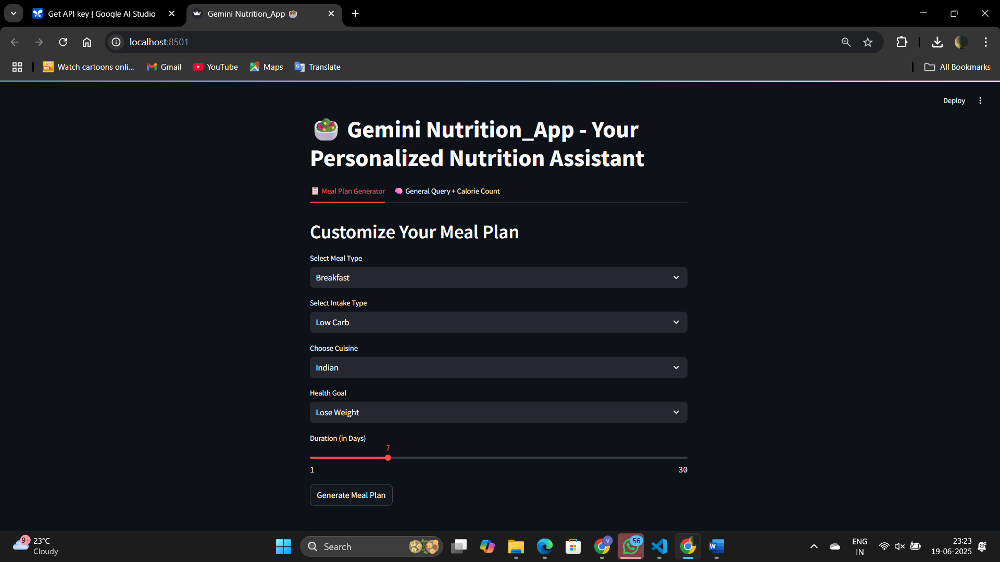 Get API key | Google AI Studio
Gemini Nutrition_App
localhost:8501
Watch cartoons onli...
Gmail
YouTube
Maps
Translate
All Bookmarks
Deploy
Gemini Nutrition_App - Your
Personalized Nutrition Assistant
Meal Plan Generator
General Query + Calorie Count
Customize Your Meal Plan
Select Meal Type
Breakfast
Select Intake Type
Low Carb
Choose Cuisine
Indian
Health Goal
Lose Weight
Duration (in Days)
7
1
30
Generate Meal Plan
9+
23°C
Cloudy
Search
V
56
W
ENG
IN
23:23
19-06-2025